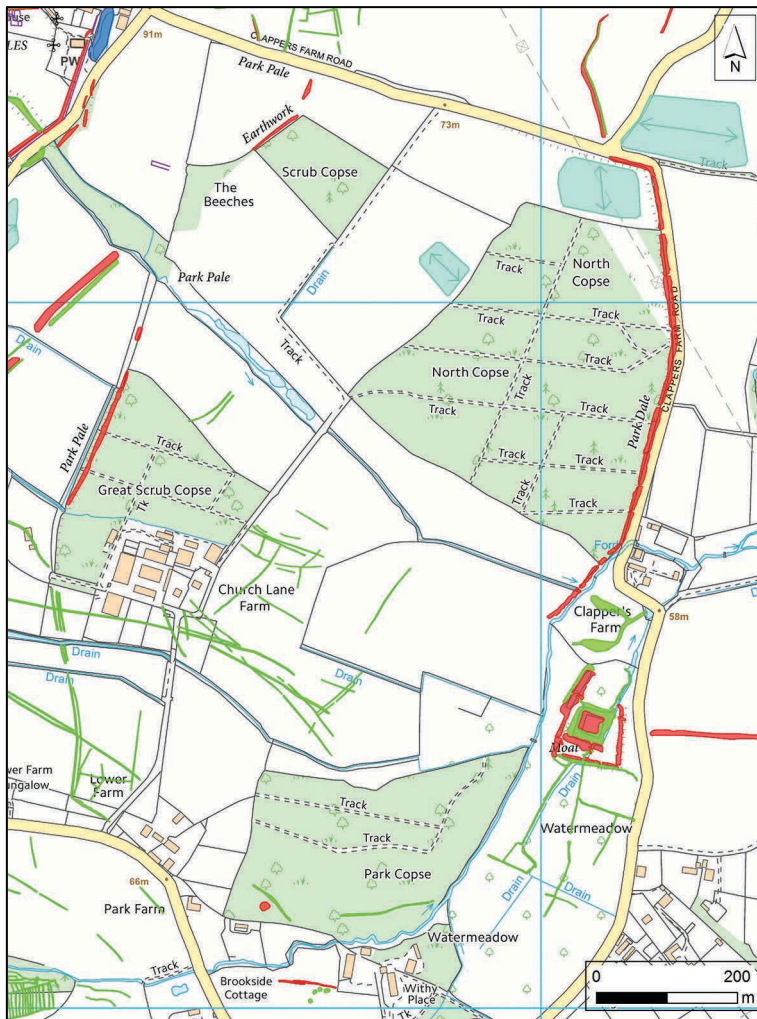 LES
PW
91m
CLAPPERS FARM ROAD
Park Pale
N
73m
Earthwork
Track
Scrub Copse
The
Beeches
Park Pale
Drain
Track
North
Copse
Track
Drain
Track
Track
CLAPPERS FARM ROAD
North Copse
Track
Track
Track
Park Dale
Park Pale
Track
Track
Track
Great Scrub Copse
Tk
Track
Track
Ford
Church Lane
Farm
Clapper's
Farm
58m
Drain
Drain
Drain
Moat
wer Farm
ungalow
Lower
Farm
Drain
Track
Watermeadow
Track
66m
Park Copse
Drain
Drain
Park Farm
Watermeadow
Track
Brookside
Cottage
Withy
Place
Tk
0
200
m